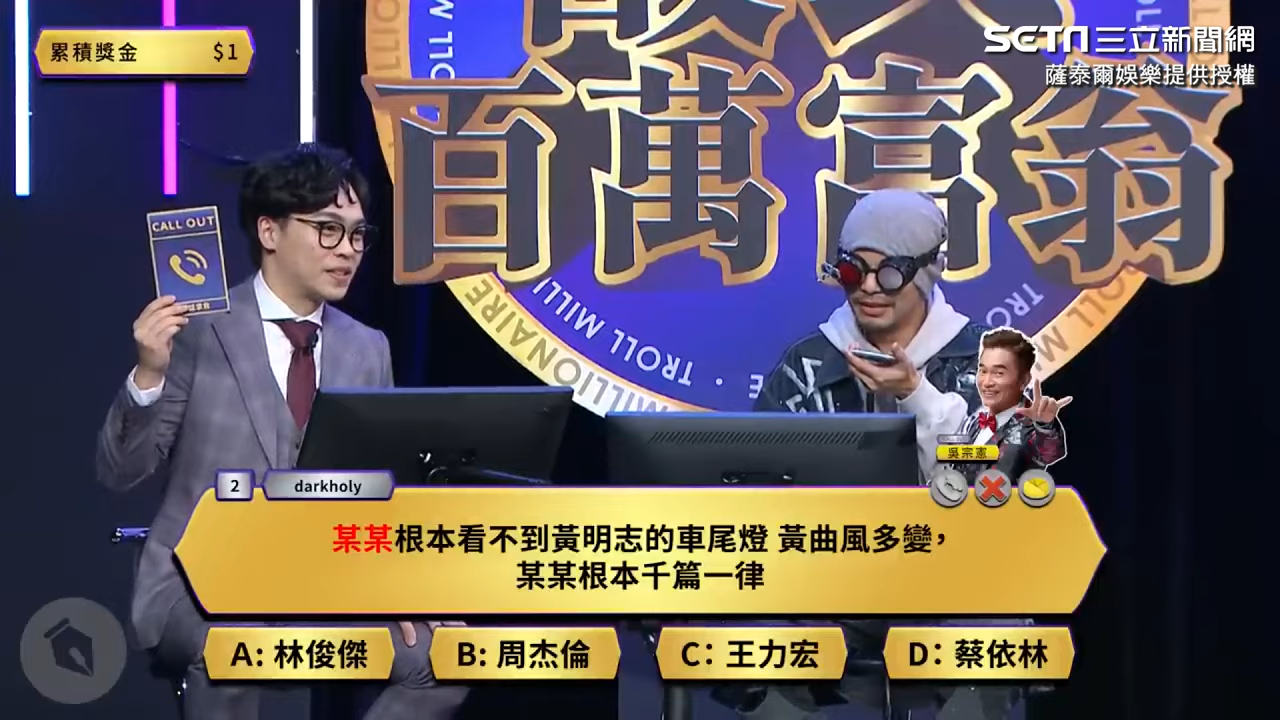 累積獎金 $1
SETN三立新聞網
薩泰爾娛樂提供授權
百萬富翁
CALL OUT
TROLL MILLIONAIRE
吳宗憲
2 darkholy
某某根本看不到黃明志的車尾燈 黃曲風多變,
某某根本千篇一律
A: 林俊傑 B: 周杰倫 C: 王力宏 D: 蔡依林